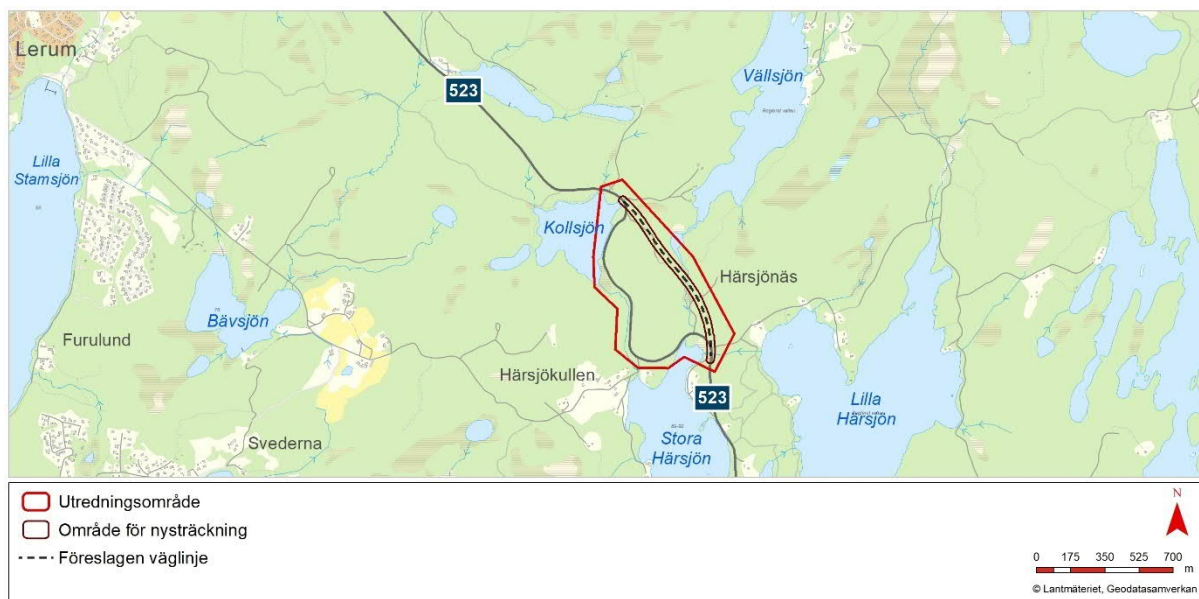 Lerum
523
Vällsjön
Lilla
Stamsjön
Kollsjön
Härsjönäs
Bävsjön
Furulund
Härsjökullen
523
Lilla
Härsjön
Svederna
Stora
Härsjön
Utredningsområde
Område för nysträckning
Föreslagen väglinje
N
0 175 350 525 700
m
© Lantmäteriet, Geodatasamverkan